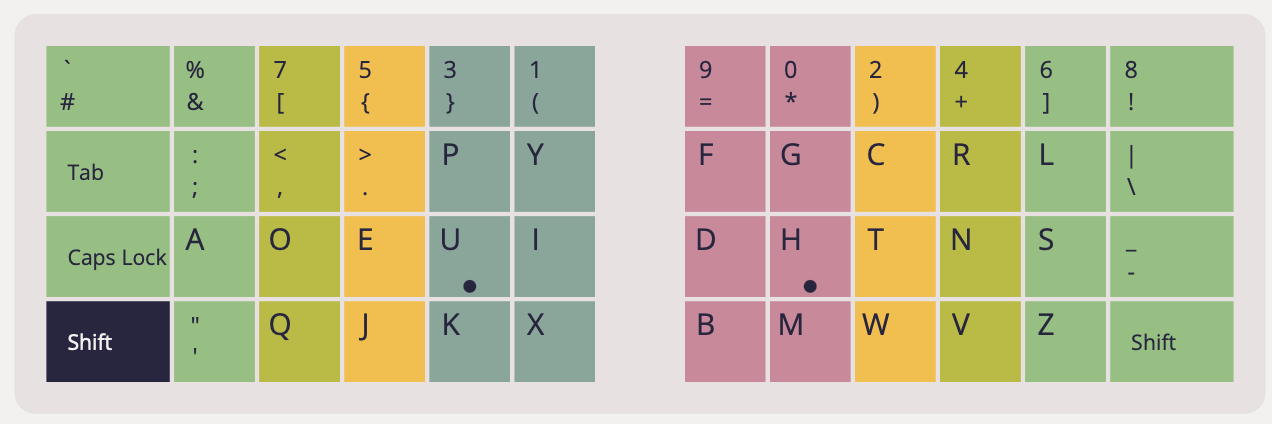 ` % 7 5 3 1 9 0 2 4 6 8
# & [ { } ( = * ) + ] !
Tab : < > P Y F G C R L |
; , . \
Caps Lock A O E U I D H T N S _
-
Shift " Q J K X B M W V Z Shift
'